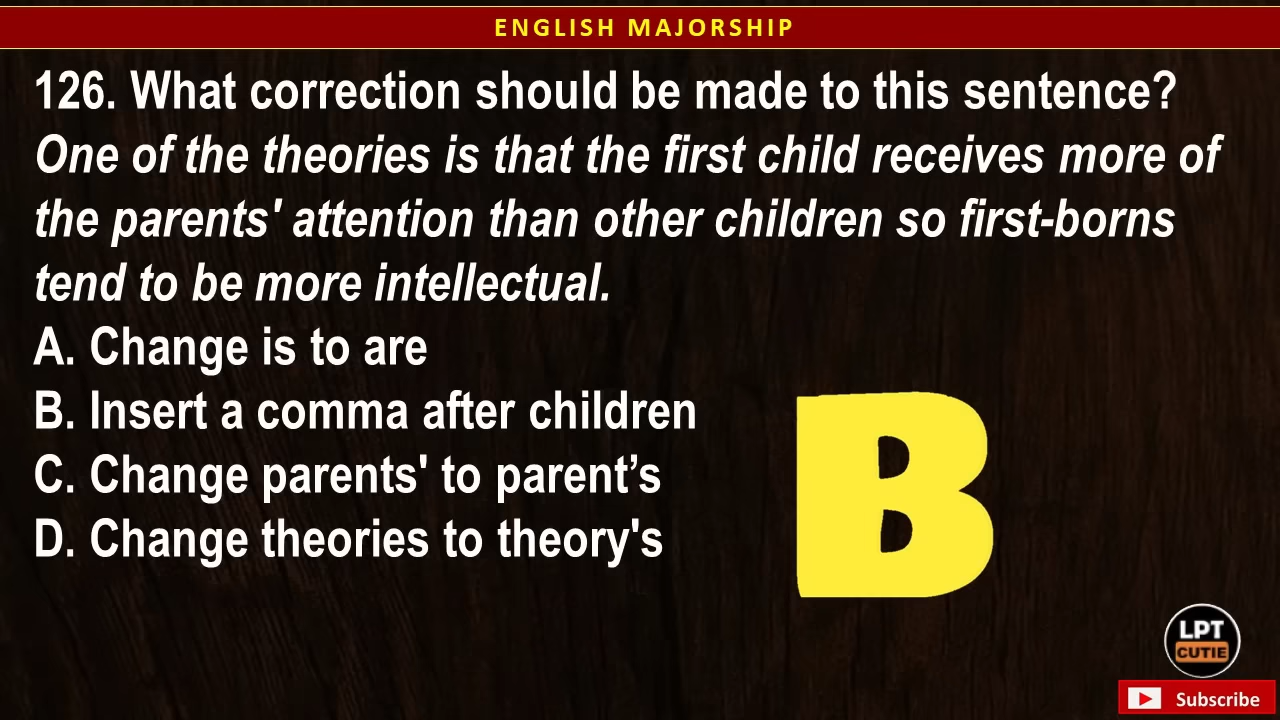 ENGLISH MAJORSHIP
126. What correction should be made to this sentence?
One of the theories is that the first child receives more of
the parents' attention than other children so first-borns
tend to be more intellectual.
A. Change is to are
B. Insert a comma after children
C. Change parents' to parent’s
D. Change theories to theory's
B
LPT
CUTIE
Subscribe